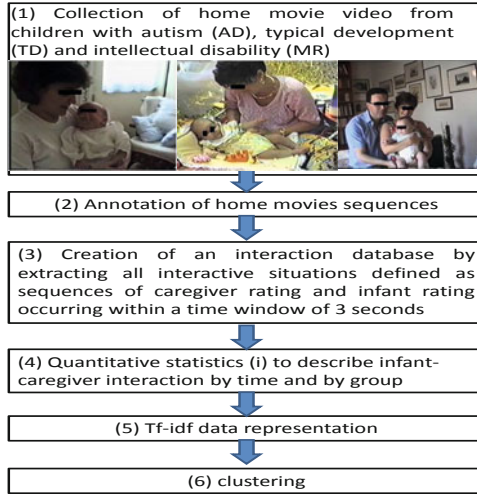 (1) Collection of home movie video from
children with autism (AD), typical development
(TD) and intellectual disability (MR)
(2) Annotation of home movies sequences
(3) Creation of an interaction database by
extracting all interactive situations defined as
sequences of caregiver rating and infant rating
occurring within a time window of 3 seconds
(4) Quantitative statistics (i) to describe infant-
caregiver interaction by time and by group
(5) Tf-idf data representation
(6) clustering